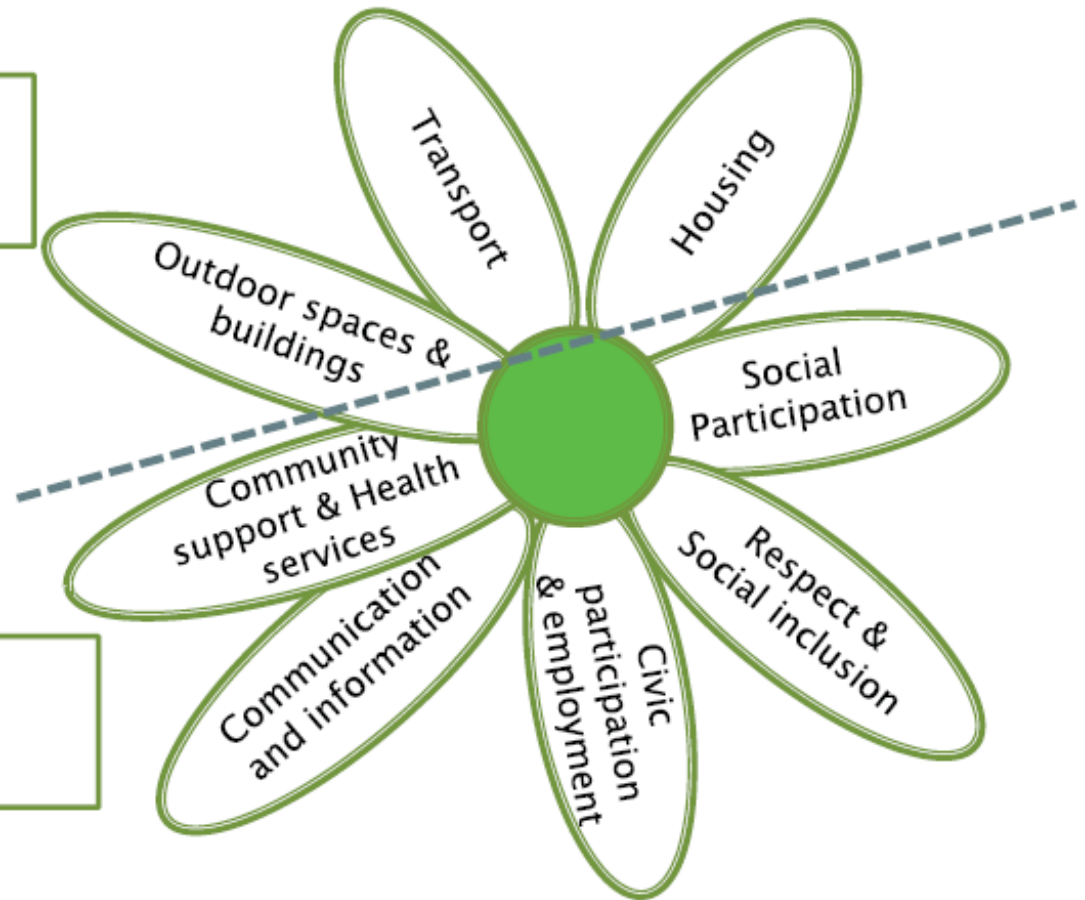 Transport
Housing
Outdoor spaces &
buildings
Social
Participation
Community
support & Health
services
Respect &
Social inclusion
Communication
and information
Civic
participation
& employment